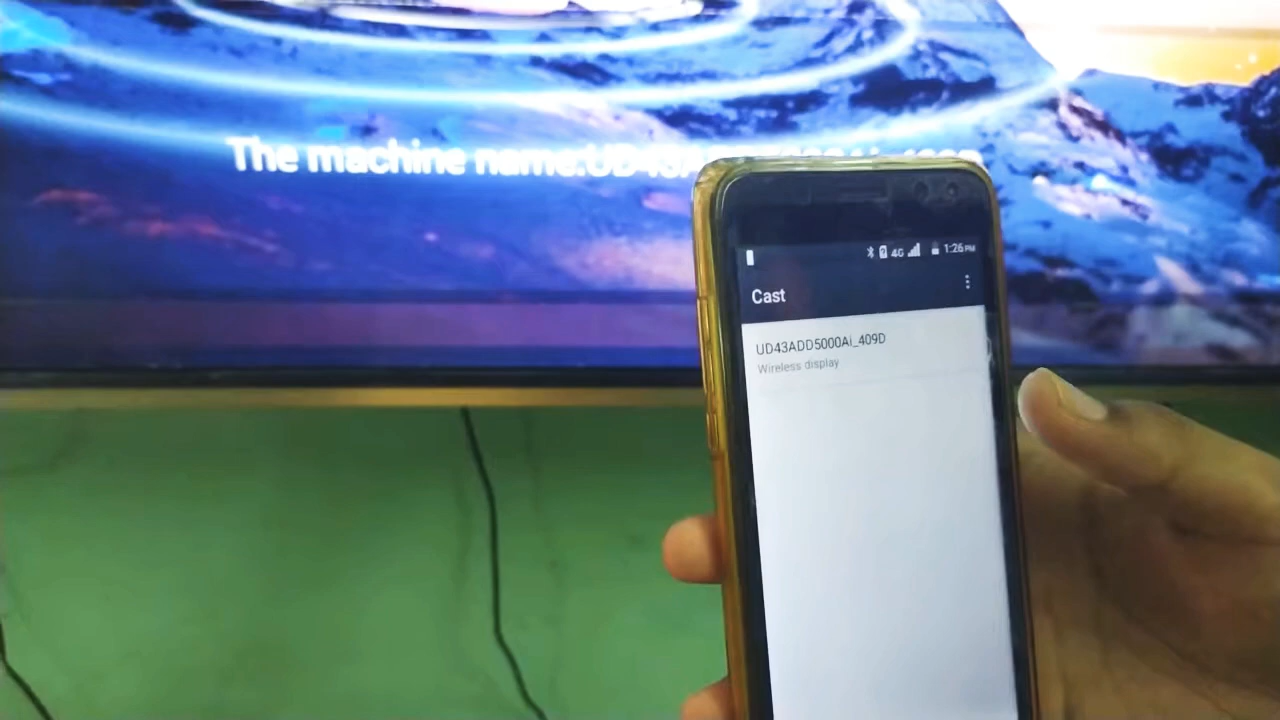 The machine name:UD43A
4G 1:26 PM
Cast
UD43ADD5000Ai_409D
Wireless display